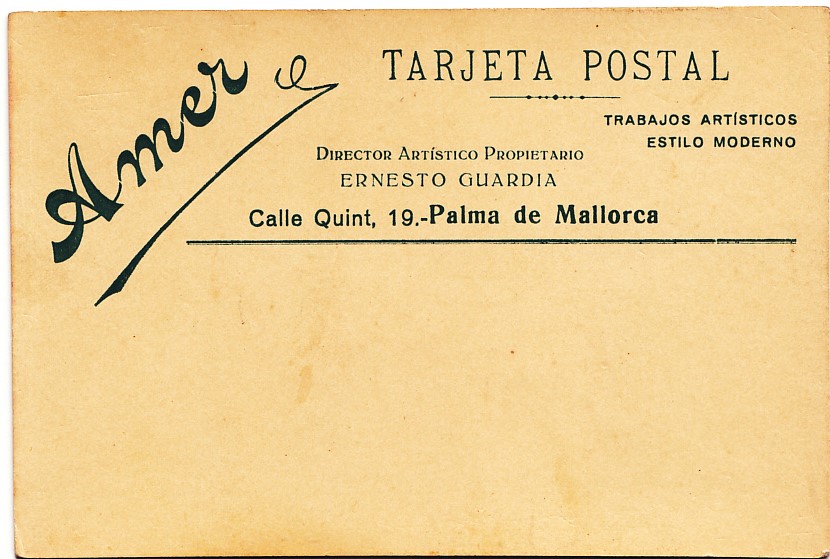 Amer
TARJETA POSTAL
TRABAJOS ARTÍSTICOS
ESTILO MODERNO
DIRECTOR ARTÍSTICO PROPIETARIO
ERNESTO GUARDIA
Calle Quint, 19.-Palma de Mallorca